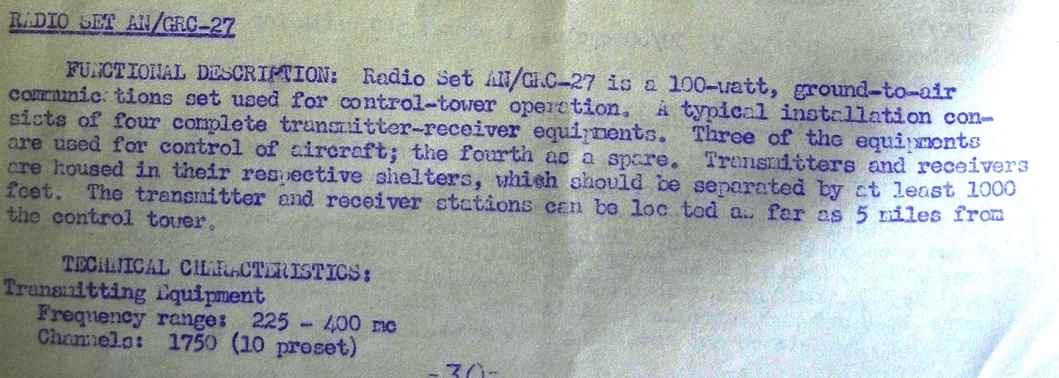 RADIO SET AN/GRC-27
FUNCTIONAL DESCRIPTION: Radio Set AN/GRC-27 is a 100-watt, ground-to-air
communications set used for control-tower operation. A typical installation con-
sists of four complete transmitter-receiver equipments. Three of the equipments
are used for control of aircraft; the fourth as a spare. Transmitters and receivers
are housed in their respective shelters, which should be separated by at least 1000
feet. The transmitter and receiver stations can be located as far as 5 miles from
the control tower.
TECHNICAL CHARACTERISTICS:
Transmitting Equipment
Frequency range: 225 - 400 mc
Channels: 1750 (10 preset)
-30-